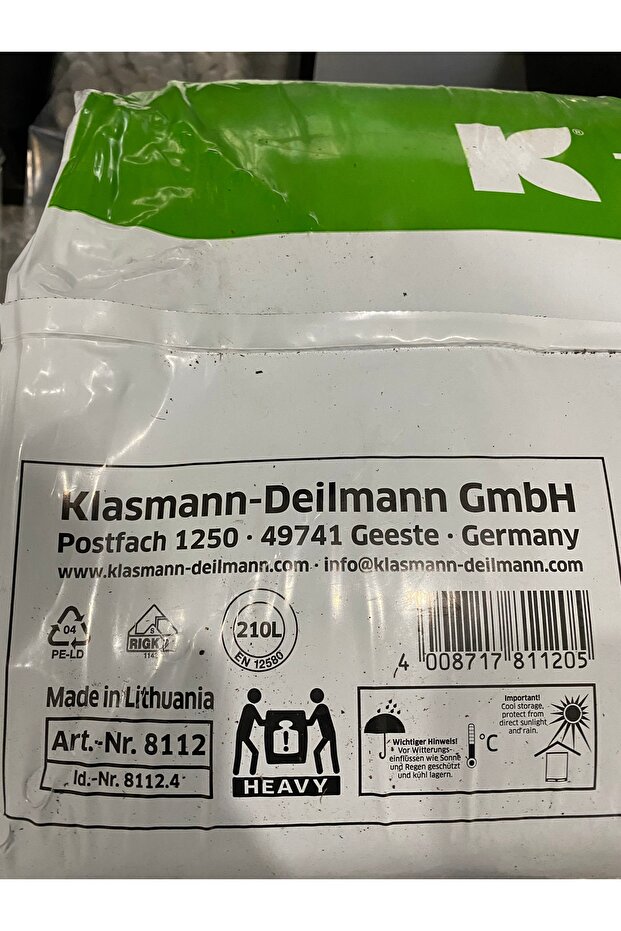 K®
Klasmann-Deilmann GmbH
Postfach 1250 · 49741 Geeste · Germany
www.klasmann-deilmann.com · info@klasmann-deilmann.com
04
PE-LD
S
RIGK
210L
EN 12580
4 008717 811205
Made in Lithuania
Art.-Nr. 8112
Id.-Nr. 8112.4
!
HEAVY
Wichtiger Hinweis!
Vor Witterungs-
einflüssen wie Sonne
und Regen geschützt
und kühl lagern.
°C
Important!
Cool storage,
protect from
direct sunlight
and rain.